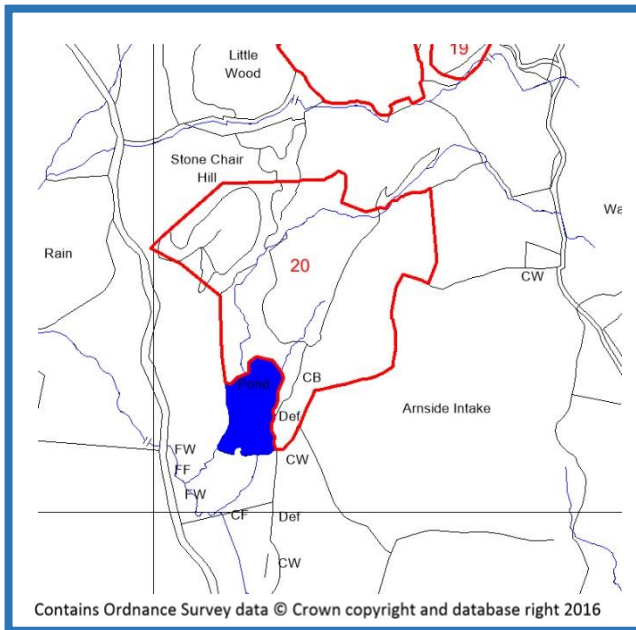 Little
Wood
19
Stone Chair
Hill
Rain
20
Wa
CW
Pond
CB
Def
Arnside Intake
FW
CW
FF
FW
CF
Def
CW
Contains Ordnance Survey data © Crown copyright and database right 2016